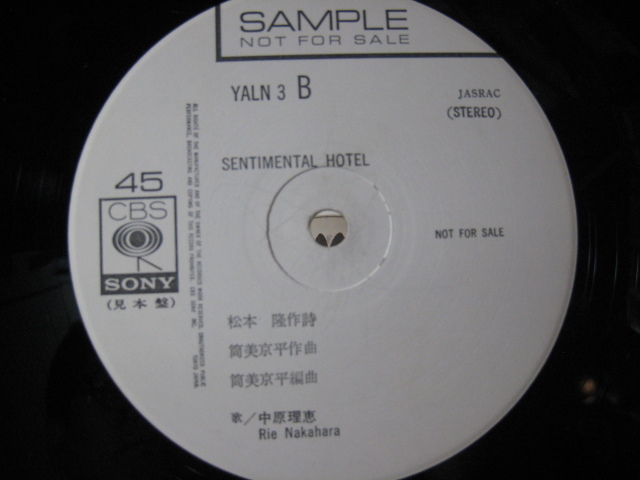 SAMPLE
NOT FOR SALE
YALN 3 B
JASRAC
(STEREO)
SENTIMENTAL HOTEL
45
CBS
SONY
(見本盤)
NOT FOR SALE
松本 隆作詩
筒美京平作曲
筒美京平編曲
歌/中原理恵
Rie Nakahara